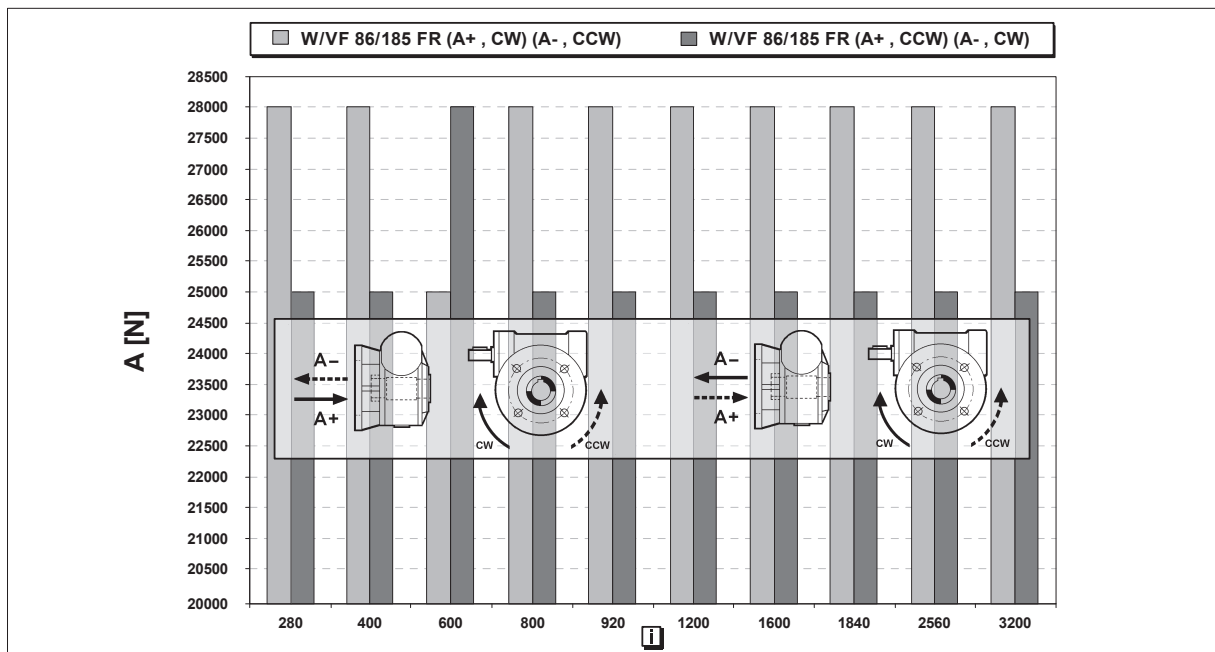 W/VF 86/185 FR (A+ , CW) (A- , CCW) W/VF 86/185 FR (A+ , CCW) (A- , CW)
28500
28000
27500
27000
26500
26000
25500
25000
24500
24000
23500
23000
22500
22000
21500
21000
20500
20000
A [N]
A−
A+
CW
CCW
A−
A+
CW
CCW
280 400 600 800 920 1200 1600 1840 2560 3200
i